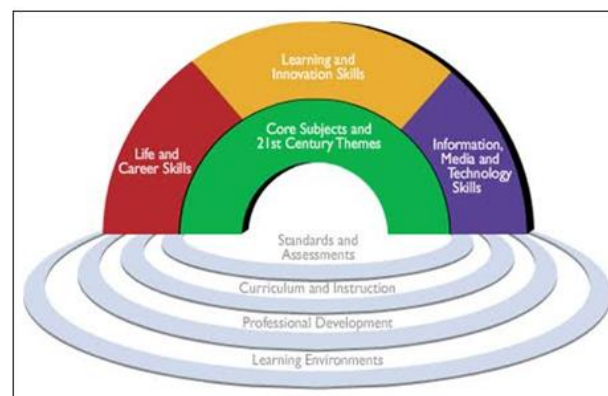 Learning and
Innovation Skills
Core Subjects and
21st Century Themes
Life and
Career Skills
Information,
Media and
Technology
Skills
Standards and
Assessments
Curriculum and Instruction
Professional Development
Learning Environments